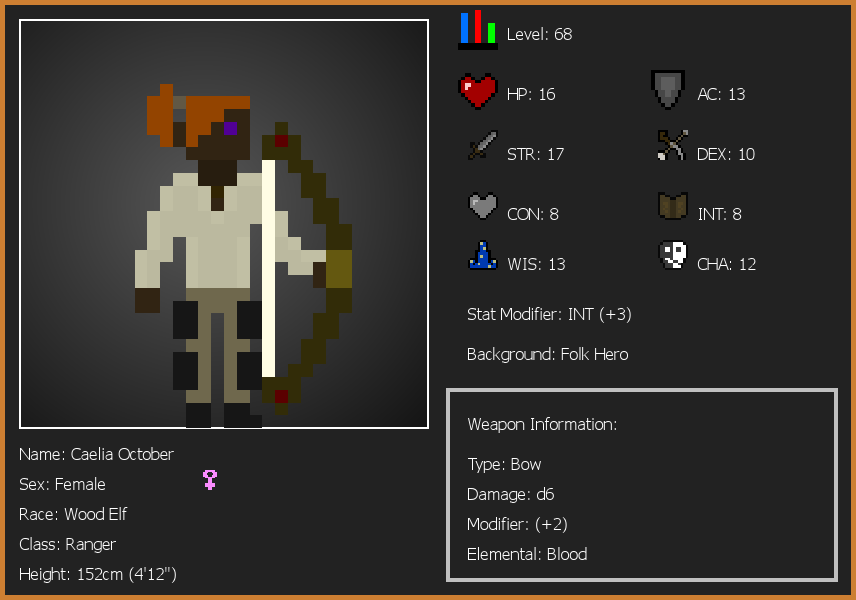 Level: 68
HP: 16
AC: 13
STR: 17
DEX: 10
CON: 8
INT: 8
WIS: 13
CHA: 12
Stat Modifier: INT (+3)
Background: Folk Hero
Weapon Information:
Type: Bow
Damage: d6
Modifier: (+2)
Elemental: Blood
Name: Caelia October
Sex: Female
Race: Wood Elf
Class: Ranger
Height: 152cm (4'12")